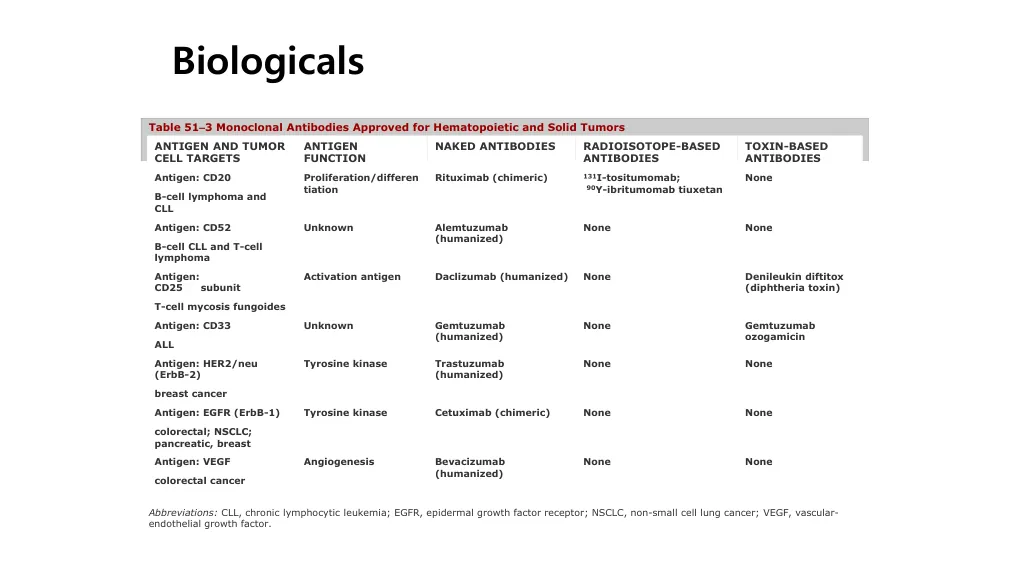 Biologicals
Table 51–3 Monoclonal Antibodies Approved for Hematopoietic and Solid Tumors
ANTIGEN AND TUMOR CELL TARGETS
ANTIGEN FUNCTION
NAKED ANTIBODIES
RADIOISOTOPE-BASED ANTIBODIES
TOXIN-BASED ANTIBODIES
Antigen: CD20
Proliferation/differen
tiation
Rituximab (chimeric)
¹³¹I-tositumomab;
⁹⁰Y-ibritumomab tiuxetan
None
B-cell lymphoma and
CLL
Antigen: CD52
Unknown
Alemtuzumab
(humanized)
None
None
B-cell CLL and T-cell
lymphoma
Antigen:
CD25 subunit
Activation antigen
Daclizumab (humanized)
None
Denileukin diftitox
(diphtheria toxin)
T-cell mycosis fungoides
Antigen: CD33
Unknown
Gemtuzumab
(humanized)
None
Gemtuzumab
ozogamicin
ALL
Antigen: HER2/neu
(ErbB-2)
Tyrosine kinase
Trastuzumab
(humanized)
None
None
breast cancer
Antigen: EGFR (ErbB-1)
Tyrosine kinase
Cetuximab (chimeric)
None
None
colorectal; NSCLC;
pancreatic, breast
Antigen: VEGF
Angiogenesis
Bevacizumab
(humanized)
None
None
colorectal cancer
Abbreviations: CLL, chronic lymphocytic leukemia; EGFR, epidermal growth factor receptor; NSCLC, non-small cell lung cancer; VEGF, vascular-
endothelial growth factor.